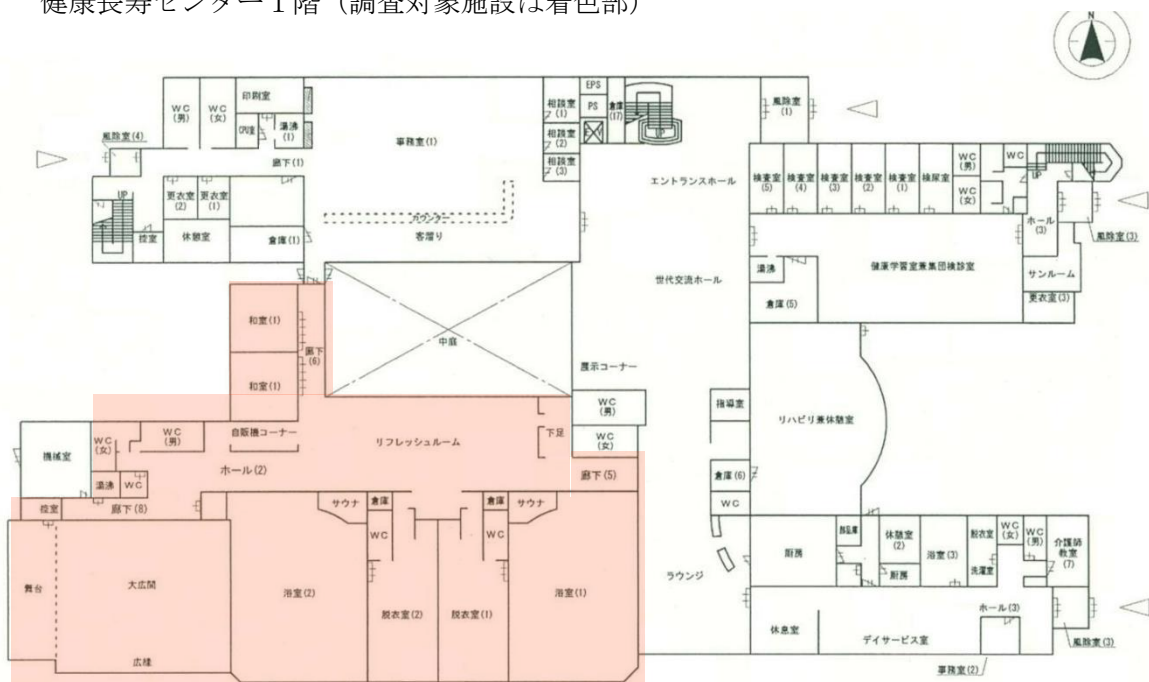 健康長寿センター１階（調査対象施設は着色部）
N
WC
(男)
WC
(女)
印刷室
湯沸
(1)
風除室(4)
廊下(1)
事務室(1)
相談室
(1)
相談室
(2)
相談室
(3)
EPS
PS
倉庫
(17)
UP
風除室
(1)
エントランスホール
検査室
(5)
検査室
(4)
検査室
(3)
検査室
(2)
検査室
(1)
検尿室
WC
(男)
WC
(女)
WC
UP
ホール
(3)
風除室(3)
UP
更衣室
(2)
更衣室
(1)
控室
休憩室
倉庫(1)
カウンター
客溜り
世代交流ホール
湯沸
倉庫(5)
健康学習室兼集団検診室
サンルーム
更衣室(3)
和室(1)
廊下
(6)
和室(1)
中庭
展示コーナー
WC
(男)
WC
(女)
指導室
リハビリ兼休憩室
機械室
WC
(女)
WC
(男)
自販機コーナー
リフレッシュルーム
下足
湯沸
WC
ホール(2)
廊下(5)
倉庫(6)
WC
控室
廊下(8)
サウナ
倉庫
倉庫
サウナ
WC
WC
舞台
大広間
浴室(2)
脱衣室(2)
脱衣室(1)
浴室(1)
広縁
ラウンジ
厨房
休憩室
(2)
厨房
浴室(3)
脱衣室
洗濯室
WC
(女)
WC
(男)
介護師
教室
(7)
休息室
デイサービス室
ホール(3)
風除室(3)
事務室(2)